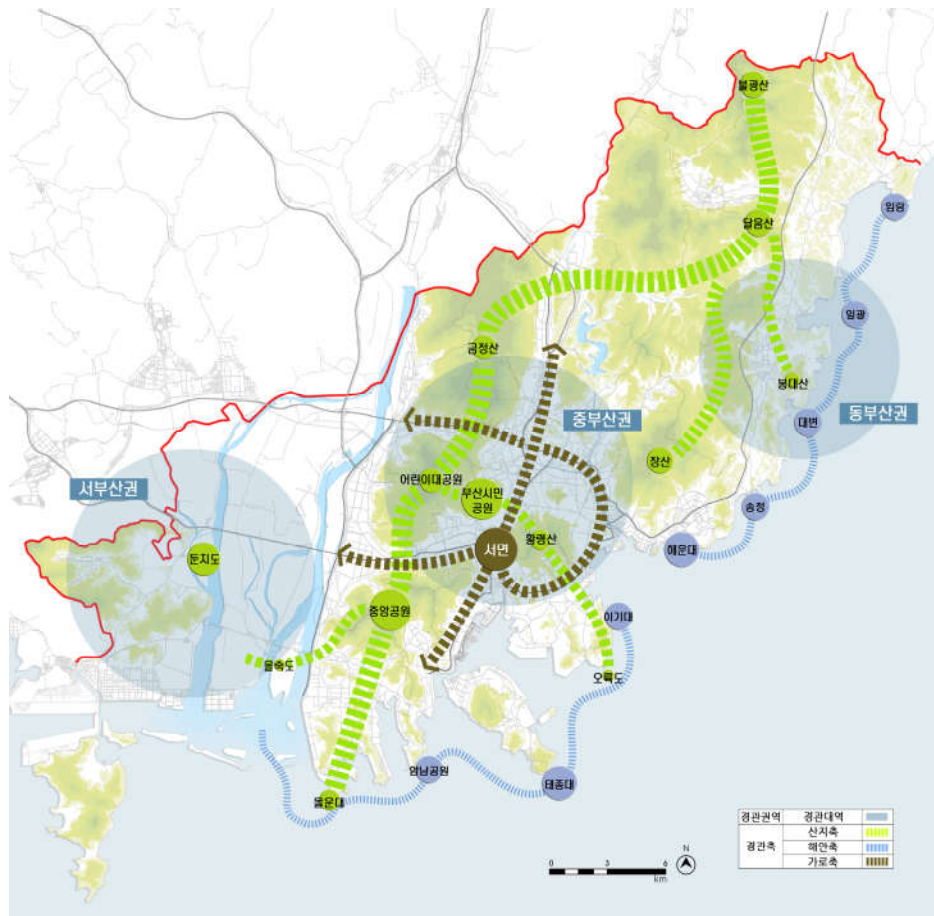 불광산
임랑
달음산
일광
금정산
봉대산
중부산권
동부산권
대변
장산
어린이대공원
서부산권
부산시민
공원
송정
황령산
서면
해운대
둔치도
중앙공원
이기대
을숙도
오륙도
암남공원
태종대
몰운대
경관권역 경관대역
경관축 산지축
해안축
가로축
0 3 6
km
N